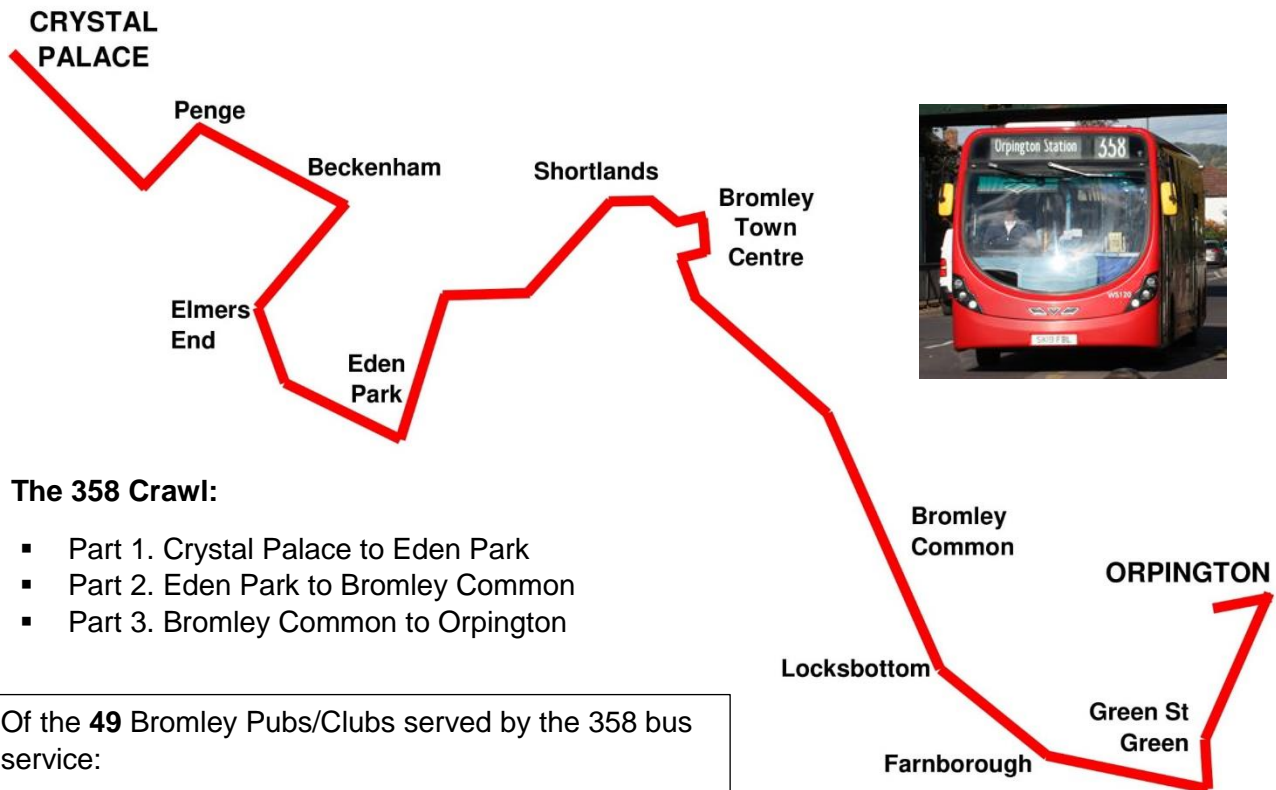 CRYSTAL
PALACE
Penge
Beckenham
Shortlands
Bromley
Town
Centre
Orpington Station 358
WS120
Elmers
End
Eden
Park
The 358 Crawl:
▪ Part 1. Crystal Palace to Eden Park
▪ Part 2. Eden Park to Bromley Common
▪ Part 3. Bromley Common to Orpington
Bromley
Common
ORPINGTON
Locksbottom
Green St
Green
Farnborough
Of the 49 Bromley Pubs/Clubs served by the 358 bus
service: